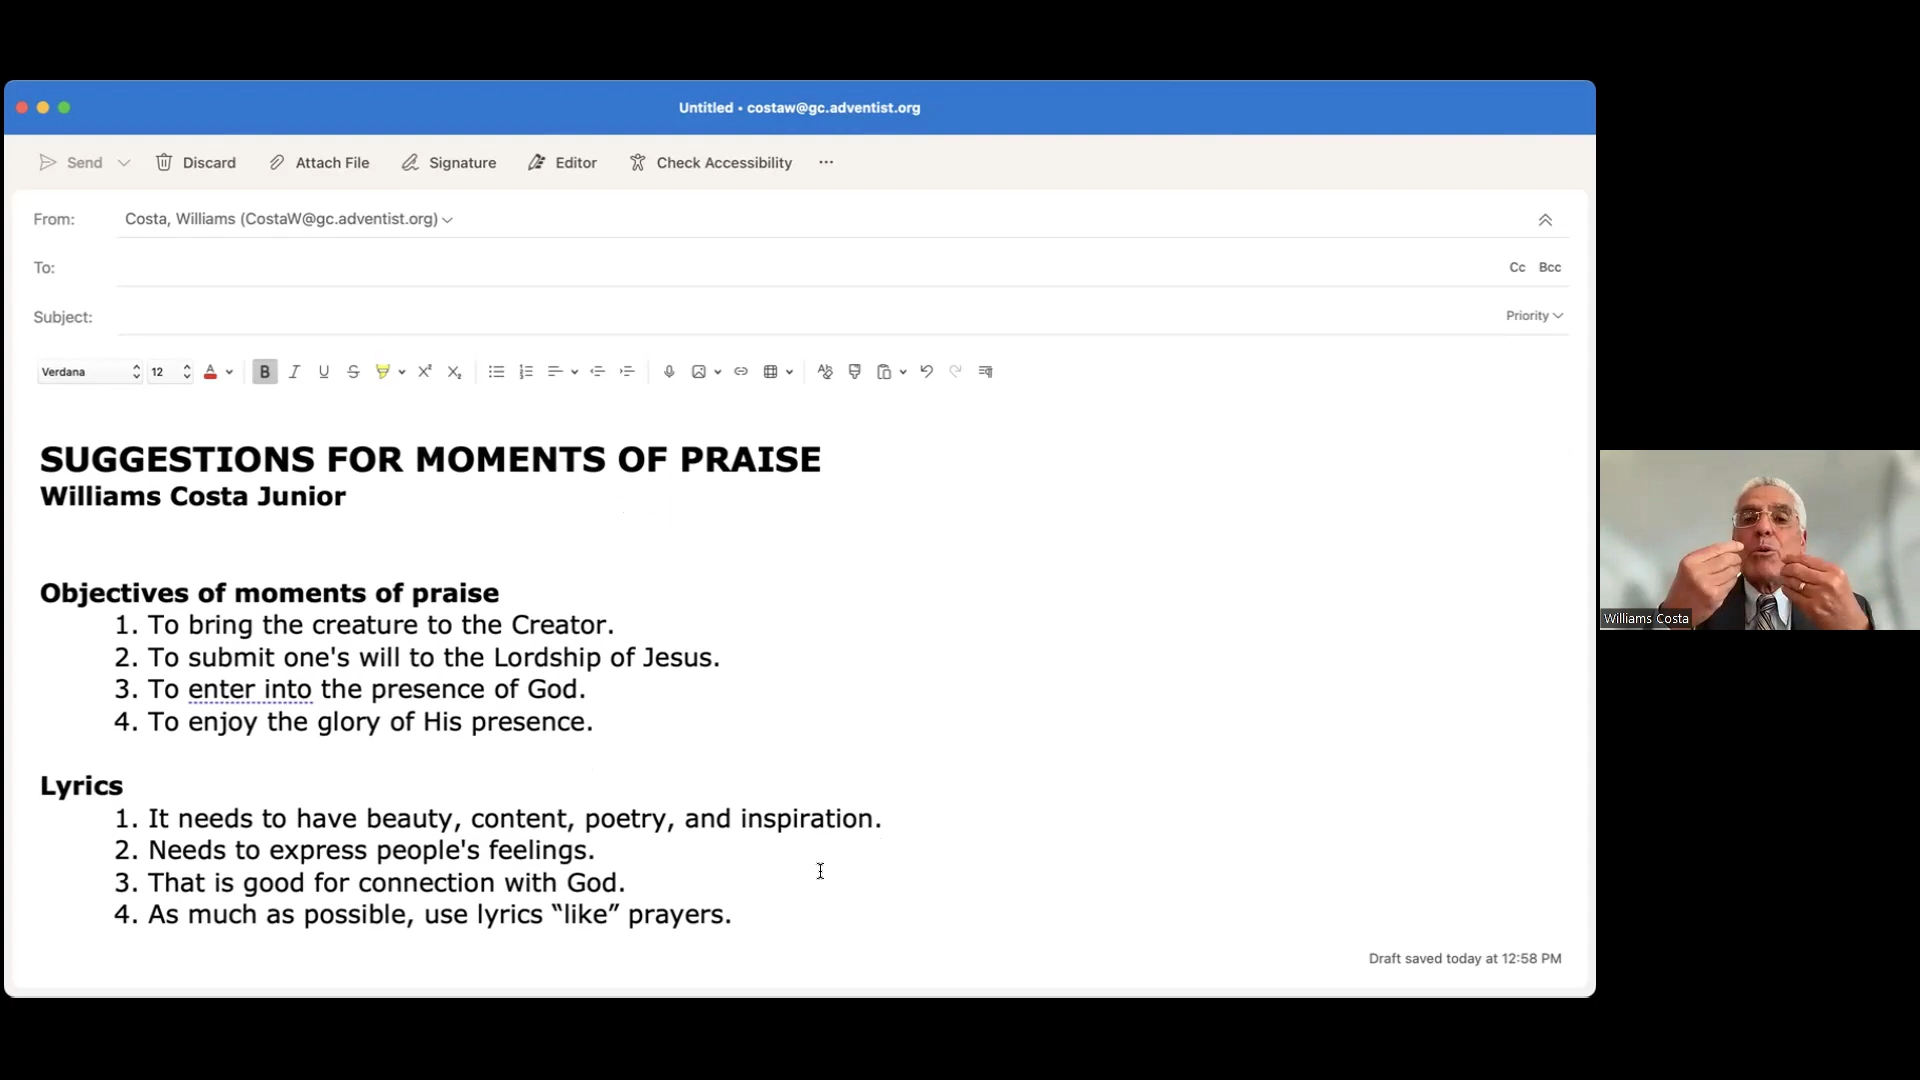 Untitled • costaw@gc.adventist.org
Send
Discard
Attach File
Signature
Editor
Check Accessibility
From: Costa, Williams (CostaW@gc.adventist.org)
To: Cc Bcc
Subject: Priority
Verdana 12
SUGGESTIONS FOR MOMENTS OF PRAISE
Williams Costa Junior
Objectives of moments of praise
1. To bring the creature to the Creator.
2. To submit one's will to the Lordship of Jesus.
3. To enter into the presence of God.
4. To enjoy the glory of His presence.
Williams Costa
Lyrics
1. It needs to have beauty, content, poetry, and inspiration.
2. Needs to express people's feelings.
3. That is good for connection with God.
4. As much as possible, use lyrics “like” prayers.
Draft saved today at 12:58 PM